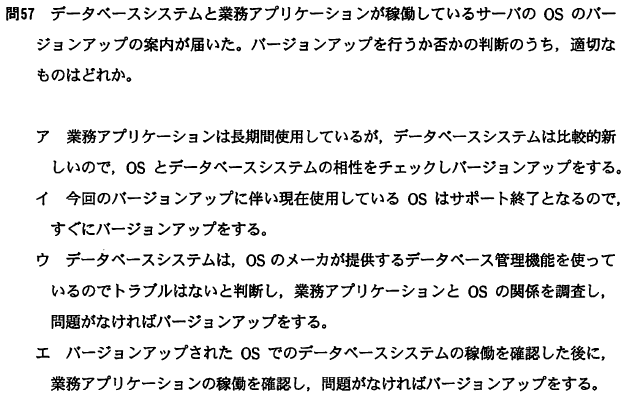 問57 データベースシステムと業務アプリケーションが稼働しているサーバの OS のバー
ジョンアップの案内が届いた。バージョンアップを行うか否かの判断のうち，適切な
ものはどれか。
ア 業務アプリケーションは長期間使用しているが，データベースシステムは比較的新
しいので，OS とデータベースシステムの相性をチェックしバージョンアップをする。
イ 今回のバージョンアップに伴い現在使用している OS はサポート終了となるので，
すぐにバージョンアップをする。
ウ データベースシステムは，OS のメーカが提供するデータベース管理機能を使って
いるのでトラブルはないと判断し，業務アプリケーションと OS の関係を調査し，
問題がなければバージョンアップをする。
エ バージョンアップされた OS でのデータベースシステムの稼働を確認した後に，
業務アプリケーションの稼働を確認し，問題がなければバージョンアップをする。